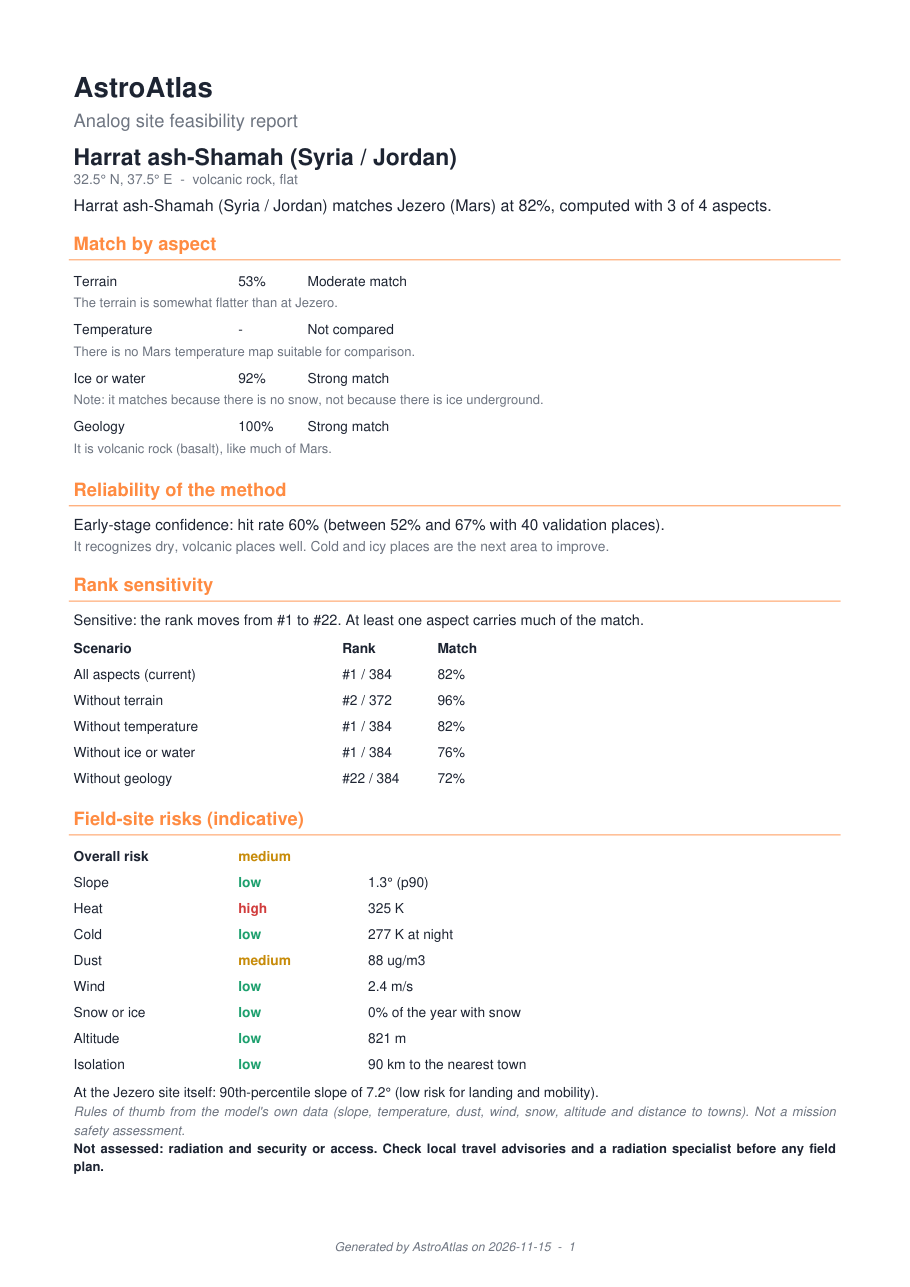 AstroAtlas
Analog site feasibility report
Harrat ash-Shamah (Syria / Jordan)
32.5° N, 37.5° E - volcanic rock, flat
Harrat ash-Shamah (Syria / Jordan) matches Jezero (Mars) at 82%, computed with 3 of 4 aspects.
Match by aspect
Terrain 53% Moderate match
The terrain is somewhat flatter than at Jezero.
Temperature - Not compared
There is no Mars temperature map suitable for comparison.
Ice or water 92% Strong match
Note: it matches because there is no snow, not because there is ice underground.
Geology 100% Strong match
It is volcanic rock (basalt), like much of Mars.
Reliability of the method
Early-stage confidence: hit rate 60% (between 52% and 67% with 40 validation places).
It recognizes dry, volcanic places well. Cold and icy places are the next area to improve.
Rank sensitivity
Sensitive: the rank moves from #1 to #22. At least one aspect carries much of the match.
Scenario Rank Match
All aspects (current) #1 / 384 82%
Without terrain #2 / 372 96%
Without temperature #1 / 384 82%
Without ice or water #1 / 384 76%
Without geology #22 / 384 72%
Field-site risks (indicative)
Overall risk medium
Slope low 1.3° (p90)
Heat high 325 K
Cold low 277 K at night
Dust medium 88 ug/m3
Wind low 2.4 m/s
Snow or ice low 0% of the year with snow
Altitude low 821 m
Isolation low 90 km to the nearest town
At the Jezero site itself: 90th-percentile slope of 7.2° (low risk for landing and mobility).
Rules of thumb from the model's own data (slope, temperature, dust, wind, snow, altitude and distance to towns). Not a mission
safety assessment.
Not assessed: radiation and security or access. Check local travel advisories and a radiation specialist before any field
plan.
Generated by AstroAtlas on 2026-11-15 - 1